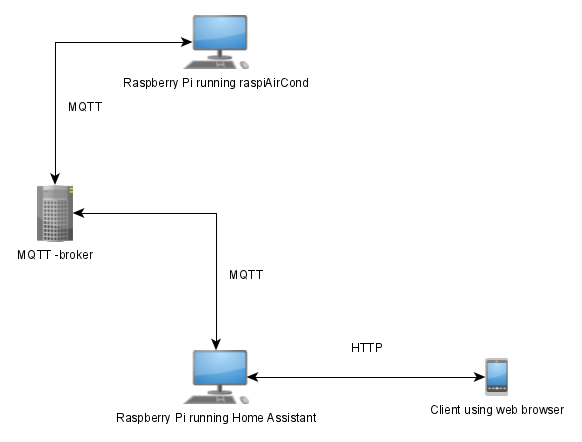 Raspberry Pi running raspiAirCond
MQTT
MQTT -broker
MQTT
HTTP
Raspberry Pi running Home Assistant
Client using web browser